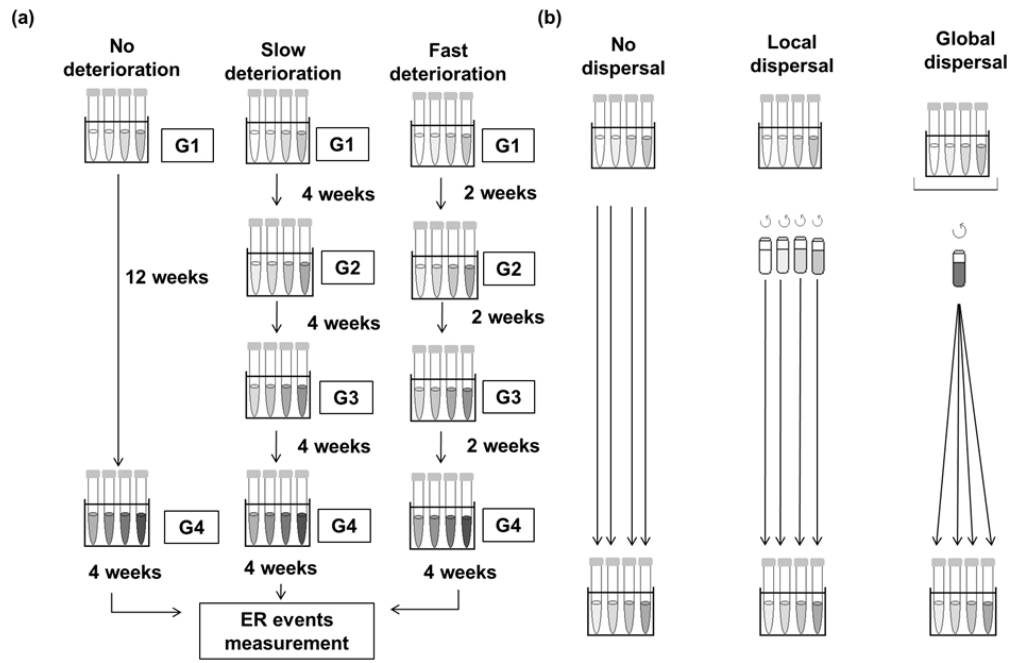 (a)
No
deterioration
Slow
deterioration
Fast
deterioration
G1
G1
G1
4 weeks
2 weeks
12 weeks
G2
G2
4 weeks
2 weeks
G3
G3
4 weeks
2 weeks
G4
G4
G4
4 weeks
4 weeks
4 weeks
ER events
measurement
(b)
No
dispersal
Local
dispersal
Global
dispersal